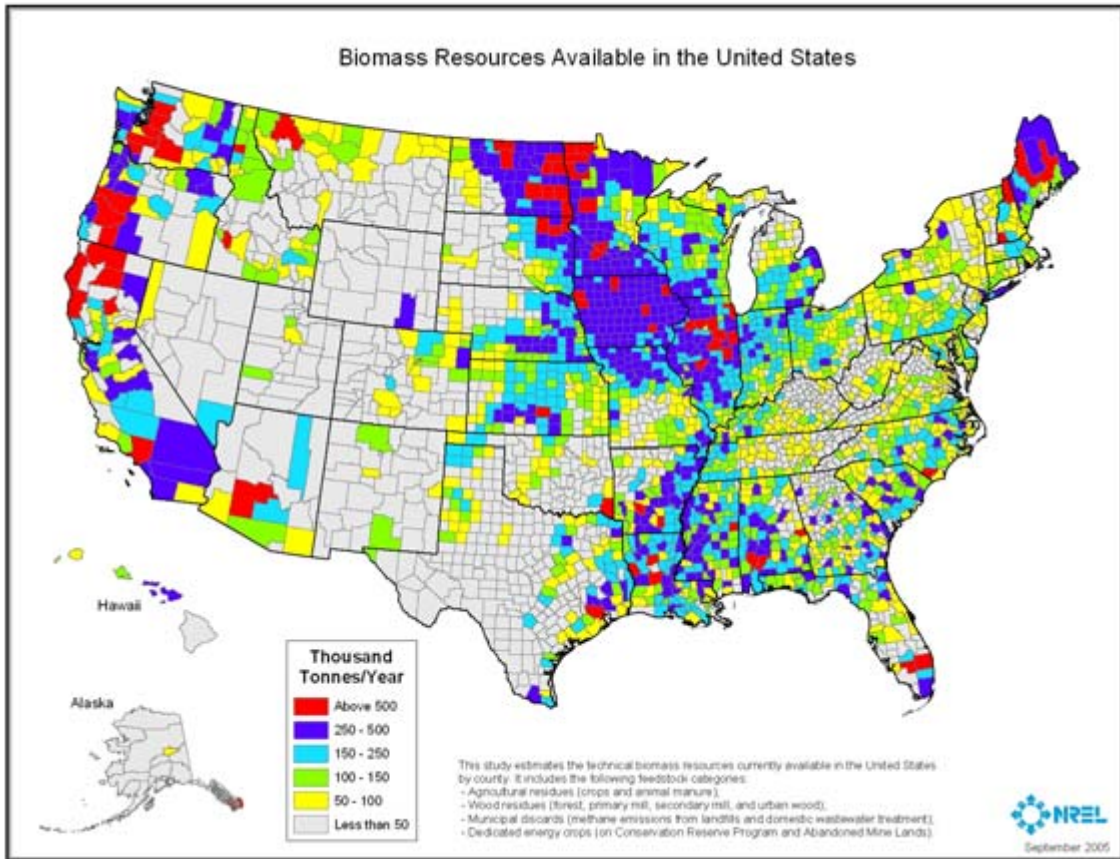 Biomass Resources Available in the United States
Hawaii
Alaska
Thousand
Tonnes/Year
Above 500
250 - 500
150 - 250
100 - 150
50 - 100
Less than 50
This study estimates the technical biomass resources currently available in the United States
by county. It includes the following feedstock categories:
- Agricultural residues (crops and animal manure);
- Wood residues (forest, primary mill, secondary mill, and urban wood);
- Municipal discards (methane emissions from landfills and domestic wastewater treatment);
- Dedicated energy crops (on Conservation Reserve Program and Abandoned Mine Lands).
NREL
September 2005